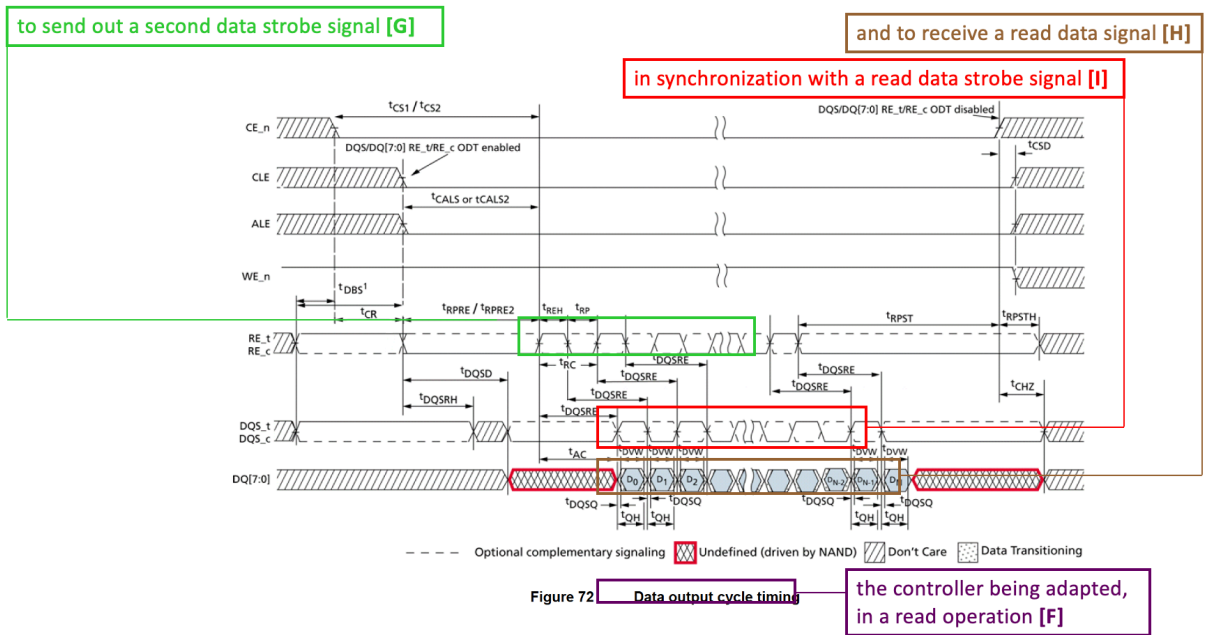 to send out a second data strobe signal [G]
and to receive a read data signal [H]
in synchronization with a read data strobe signal [I]
tCS1 / tCS2
DQS/DQ[7:0] RE_t/RE_c ODT disabled
CE_n
DQS/DQ[7:0] RE_t/RE_c ODT enabled
tCSD
CLE
tCALS or tCALS2
ALE
WE_n
tDBS1
tCR
tRPRE / tRPRE2
tREH
tRP
tRPST
tRPSTH
RE_t
RE_c
tRC
tDQSRE
tDQSRE
tDQSD
tDQSRE
tDQSRE
tCHZ
tDQSRH
tDQSRE
tDQSRE
DQS_t
DQS_c
tAC
tDVW
tDVW
tDVW
tDVW
tDVW
DQ[7:0]
D0
D1
D2
DN-2
DN-1
DN
tDQSQ
tDQSQ
tDQSQ
tDQSQ
tQH
tQH
tQH
tQH
Optional complementary signaling
Undefined (driven by NAND)
Don't Care
Data Transitioning
Figure 72 Data output cycle timing
the controller being adapted,
in a read operation [F]